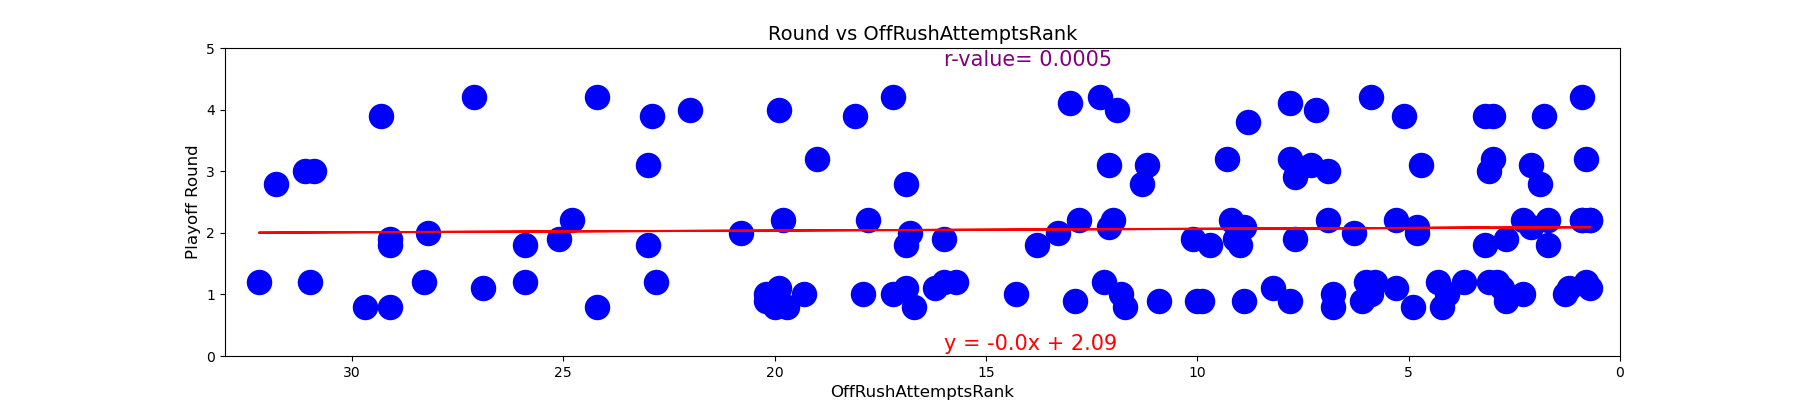 Round vs OffRushAttemptsRank
r-value= 0.0005
5
4
3
2
1
0
Playoff Round
y = -0.0x + 2.09
30 25 20 15 10 5 0
OffRushAttemptsRank